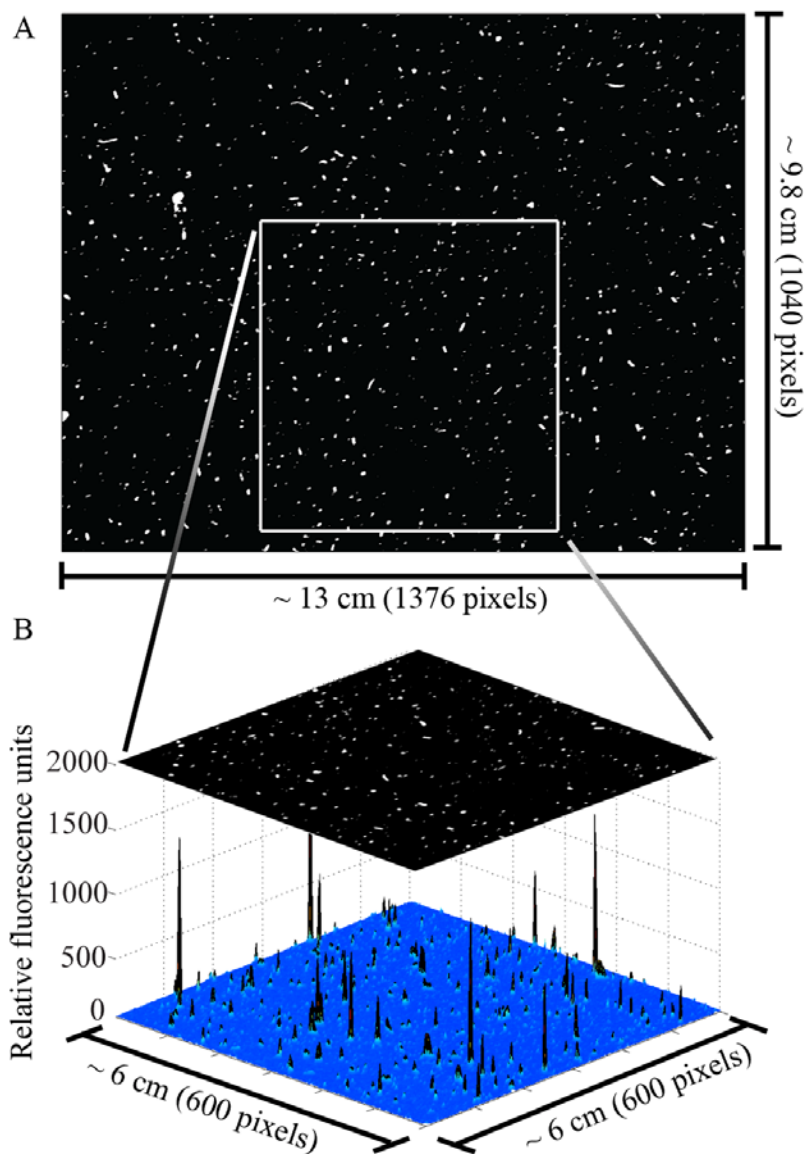 A
~ 9.8 cm (1040 pixels)
~ 13 cm (1376 pixels)
B
Relative fluorescence units
2000
1500
1000
500
0
~ 6 cm (600 pixels)
~ 6 cm (600 pixels)